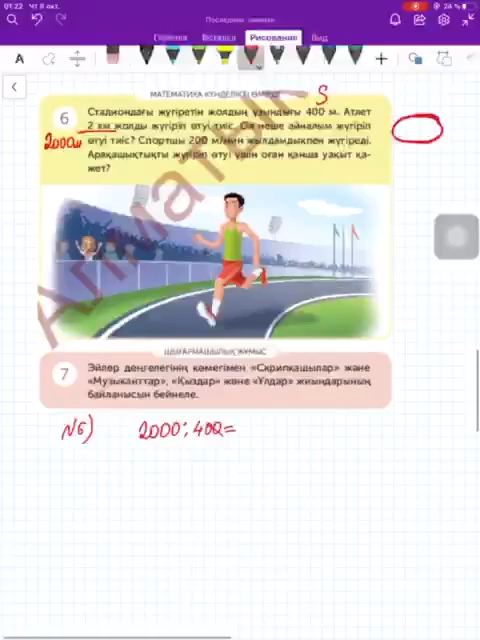 01:22 Чт 8 окт.
24 %
Последние заметки
Главная Вставка Рисование Вид
МАТЕМАТИКА КҮНДЕЛІКТІ ӨМІРДЕ
S
6
Стадиондағы жүгіретін жолдың ұзындығы 400 м. Атлет
2 км жолды жүгіріп өтуі тиіс. Ол неше айналым жүгіріп
2000м
өтуі тиіс? Спортшы 200 м/мин жылдамдықпен жүгіреді.
Арақашықтықты жүгіріп өтуі үшін оған қанша уақыт қа-
жет?
Алматыкітап
ШЫҒАРМАШЫЛЫҚ ЖҰМЫС
7
Эйлер дөңгелегінің көмегімен «Скрипкашылар» және
«Музыканттар», «Қыздар» және «Ұлдар» жиындарының
байланысын бейнеле.
№6) 2000:400=